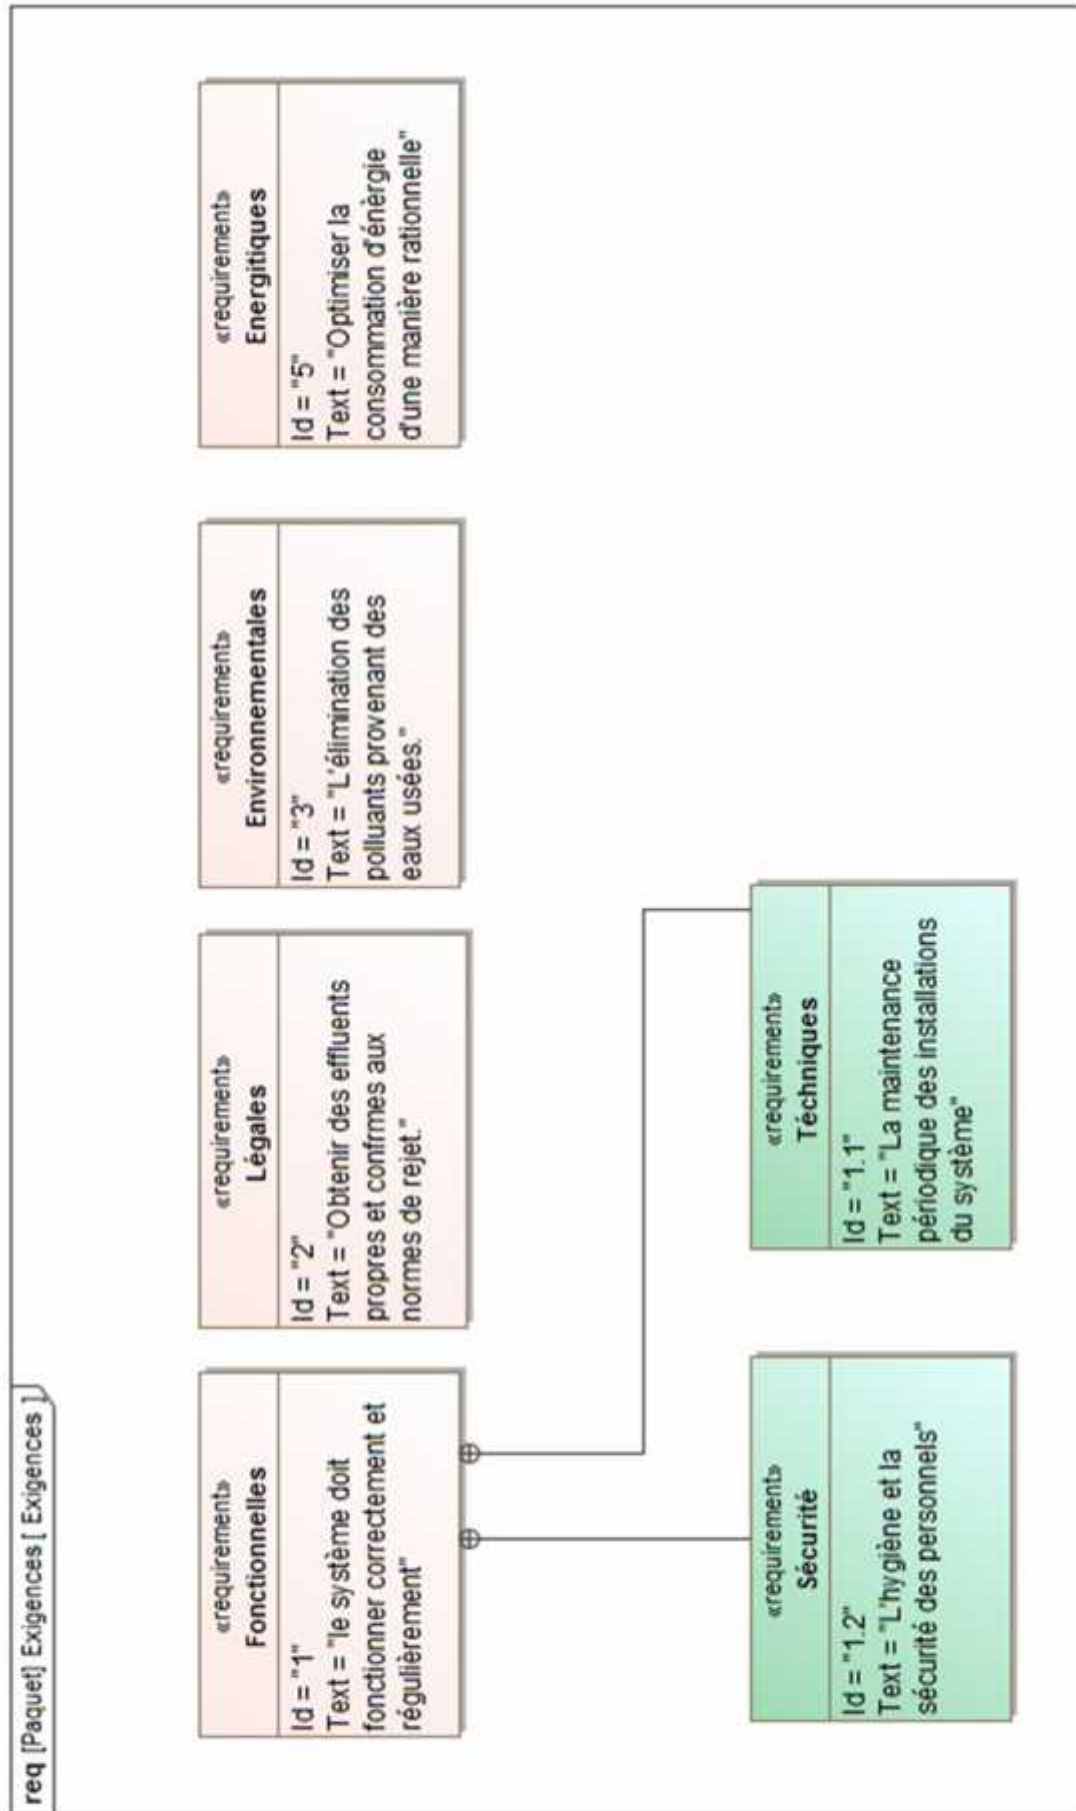 req [Paquet] Exigences [ Exigences ]
«requirement»
Fonctionnelles
Id = "1"
Text = "le système doit
fonctionner correctement et
régulièrement"
«requirement»
Légales
Id = "2"
Text = "Obtenir des effluents
propres et confrmes aux
normes de rejet."
«requirement»
Environnementales
Id = "3"
Text = "L'élimination des
polluants provenant des
eaux usées."
«requirement»
Energitiques
Id = "5"
Text = "Optimiser la
consommation d'énèrgie
d'une manière rationnelle"
«requirement»
Sécurité
Id = "1.2"
Text = "L'hygiène et la
sécurité des personnels"
«requirement»
Téchniques
Id = "1.1"
Text = "La maintenance
périodique des installations
du système"